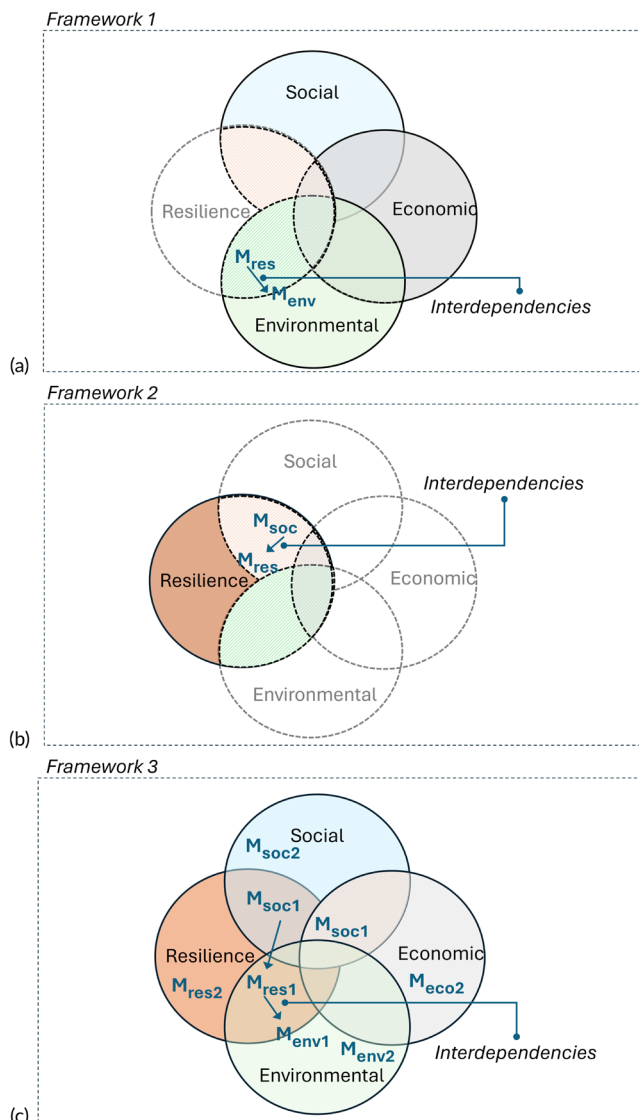 Framework 1
Social
Resilience
Economic
Mres
Menv
Interdependencies
Environmental
(a)
Framework 2
Social
Interdependencies
Msoc
Mres
Resilience
Economic
Environmental
(b)
Framework 3
Social
Msoc2
Msoc1
Msoc1
Resilience
Economic
Mres2
Mres1
Meco2
Menv1
Menv2
Interdependencies
Environmental
(c)